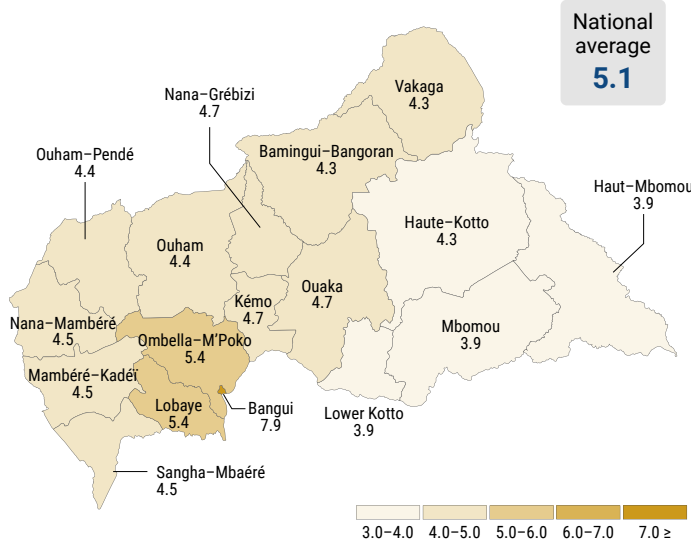 National
average
5.1
Vakaga
4.3
Nana–Grébizi
4.7
Bamingui–Bangoran
4.3
Ouham–Pendé
4.4
Haut–Mbomou
3.9
Haute–Kotto
4.3
Ouham
4.4
Ouaka
4.7
Kémo
4.7
Nana–Mambéré
4.5
Ombella–M'Poko
5.4
Mbomou
3.9
Mambéré–Kadéï
4.5
Lobaye
5.4
Bangui
7.9
Lower Kotto
3.9
Sangha–Mbaéré
4.5
3.0–4.0 4.0–5.0 5.0–6.0 6.0–7.0 7.0 ≥